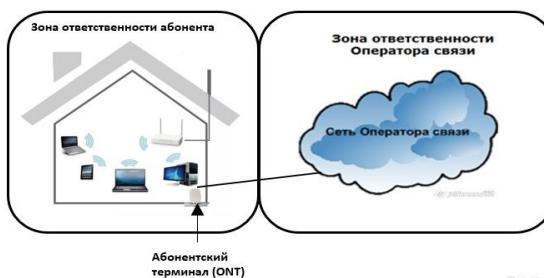 Зона ответственности абонента
Зона ответственности
Оператора связи
Сеть Оператора связи
Абонентский
терминал (ONT)